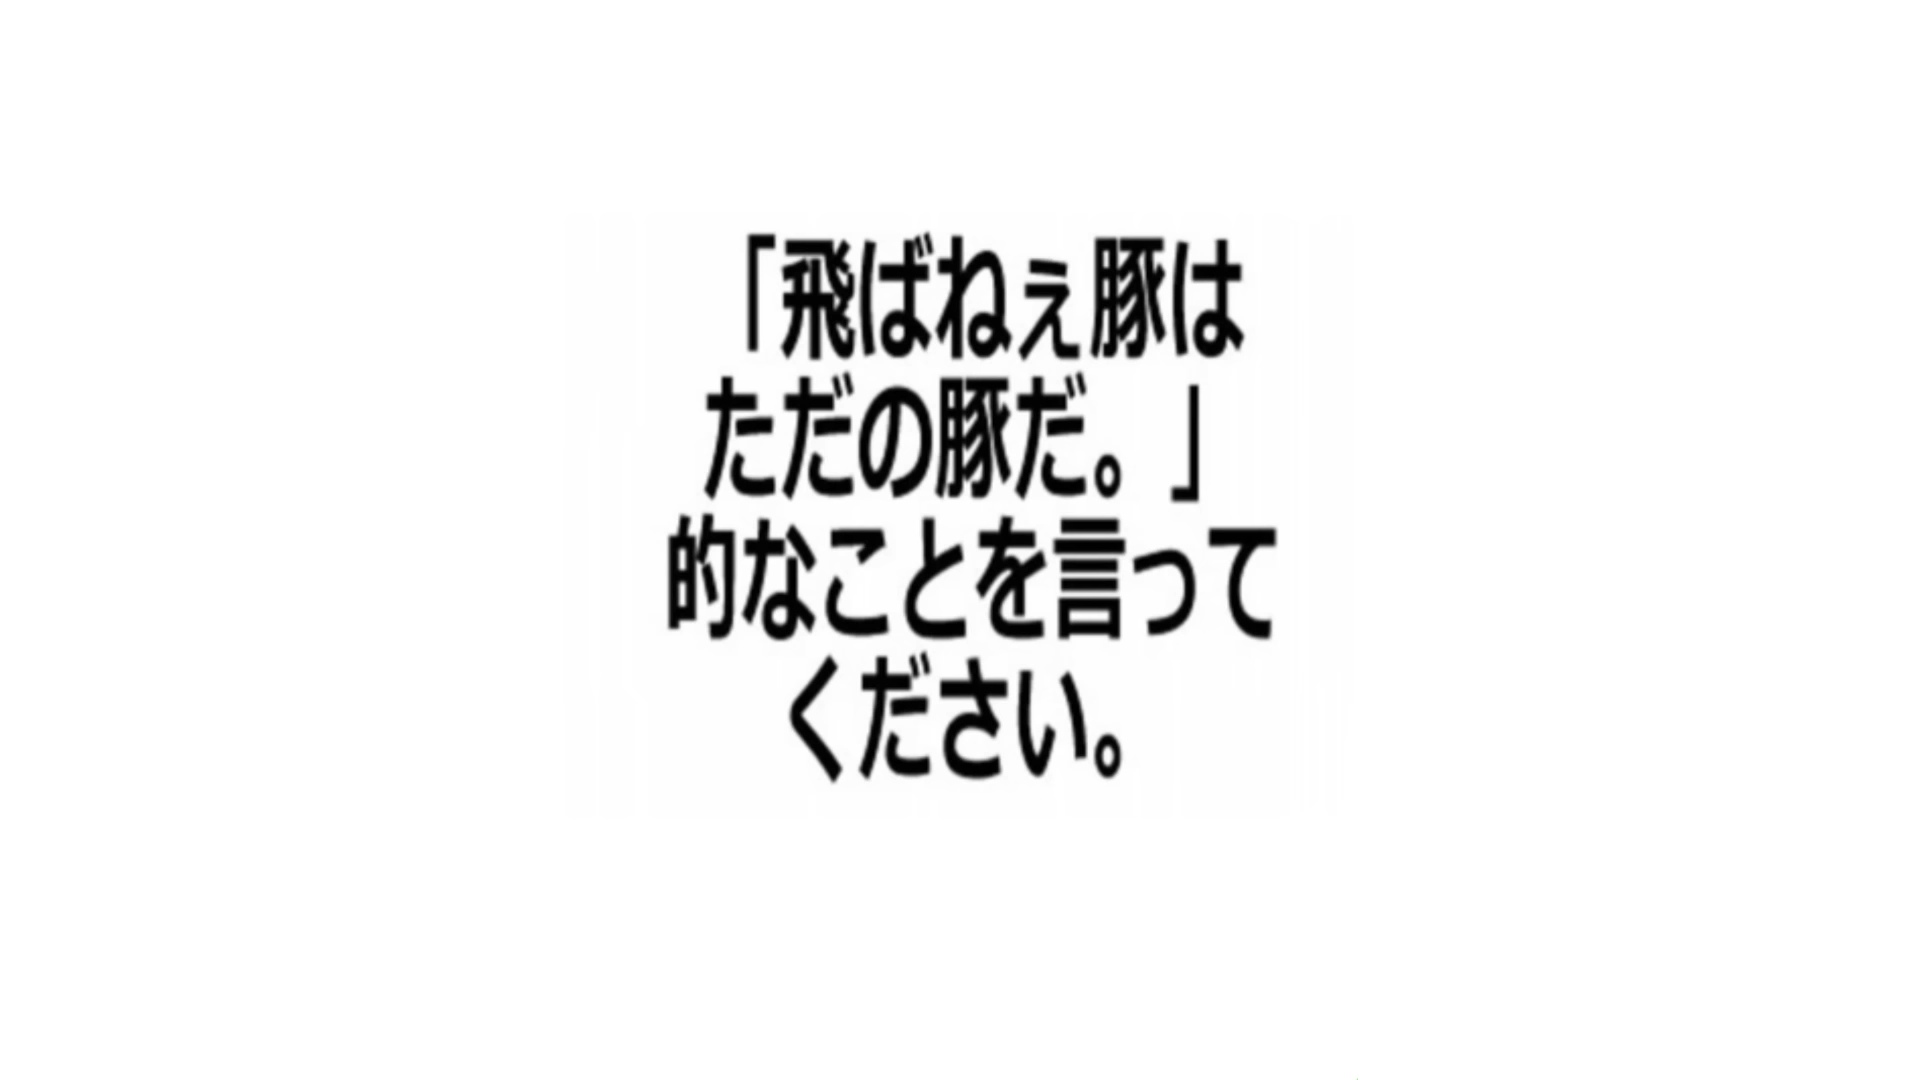 「飛ばねぇ豚は
ただの豚だ。」
的なことを言って
ください。